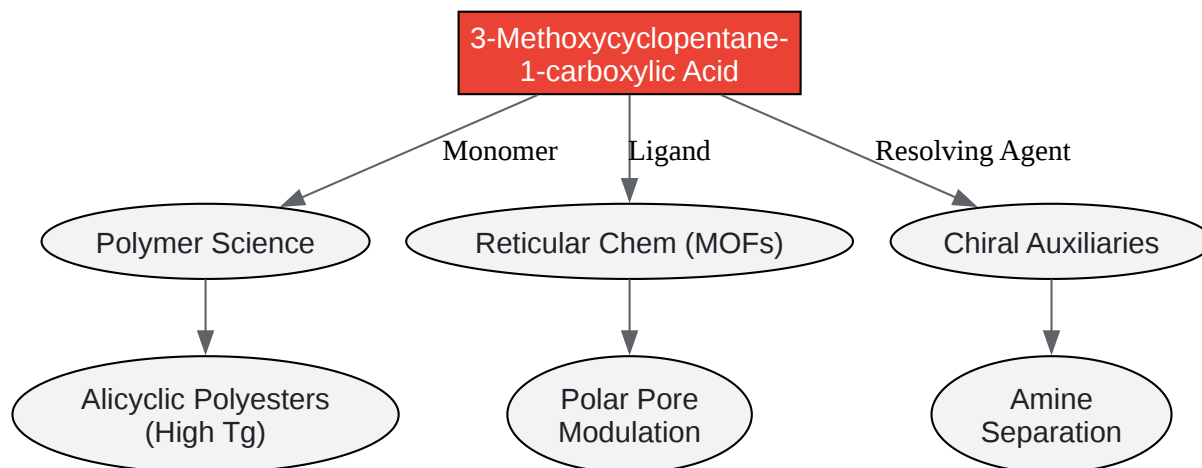 3-Methoxycyclopentane-
1-carboxylic Acid
Monomer
Ligand
Resolving Agent
Polymer Science
Reticular Chem (MOFs)
Chiral Auxiliaries
Alicyclic Polyesters
(High Tg)
Polar Pore
Modulation
Amine
Separation